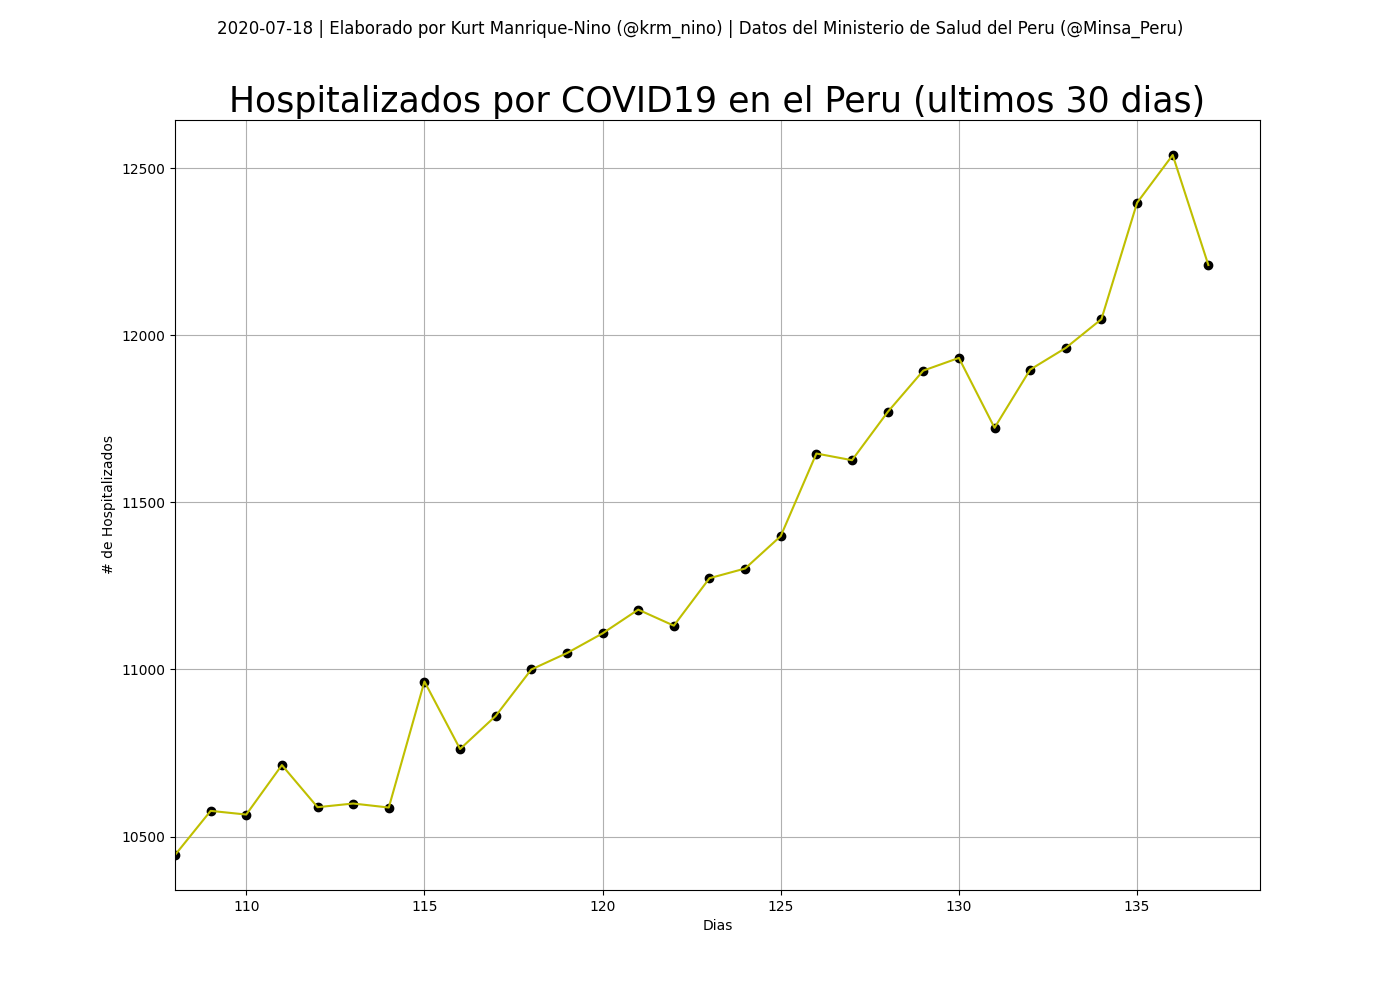 2020-07-18 | Elaborado por Kurt Manrique-Nino (@krm_nino) | Datos del Ministerio de Salud del Peru (@Minsa_Peru)
Hospitalizados por COVID19 en el Peru (ultimos 30 dias)
12500
12000
11500
11000
10500
# de Hospitalizados
110 115 120 125 130 135
Dias